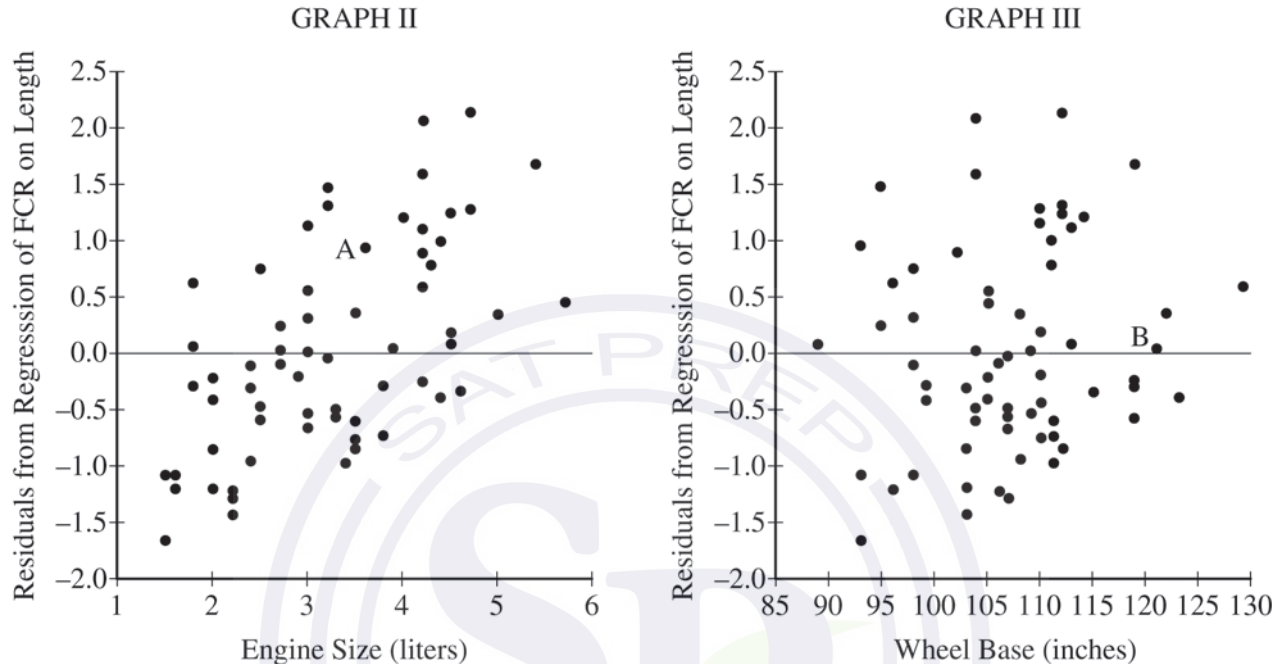 GRAPH II
Residuals from Regresssion of FCR on Length
2.5
2.0
1.5
1.0
0.5
0.0
−0.5
−1.0
−1.5
−2.0
A
1 2 3 4 5 6
Engine Size (liters)
GRAPH III
Residuals from Regresssion of FCR on Length
2.5
2.0
1.5
1.0
0.5
0.0
−0.5
−1.0
−1.5
−2.0
B
85 90 95 100 105 110 115 120 125 130
Wheel Base (inches)
SAT PREP
Sp